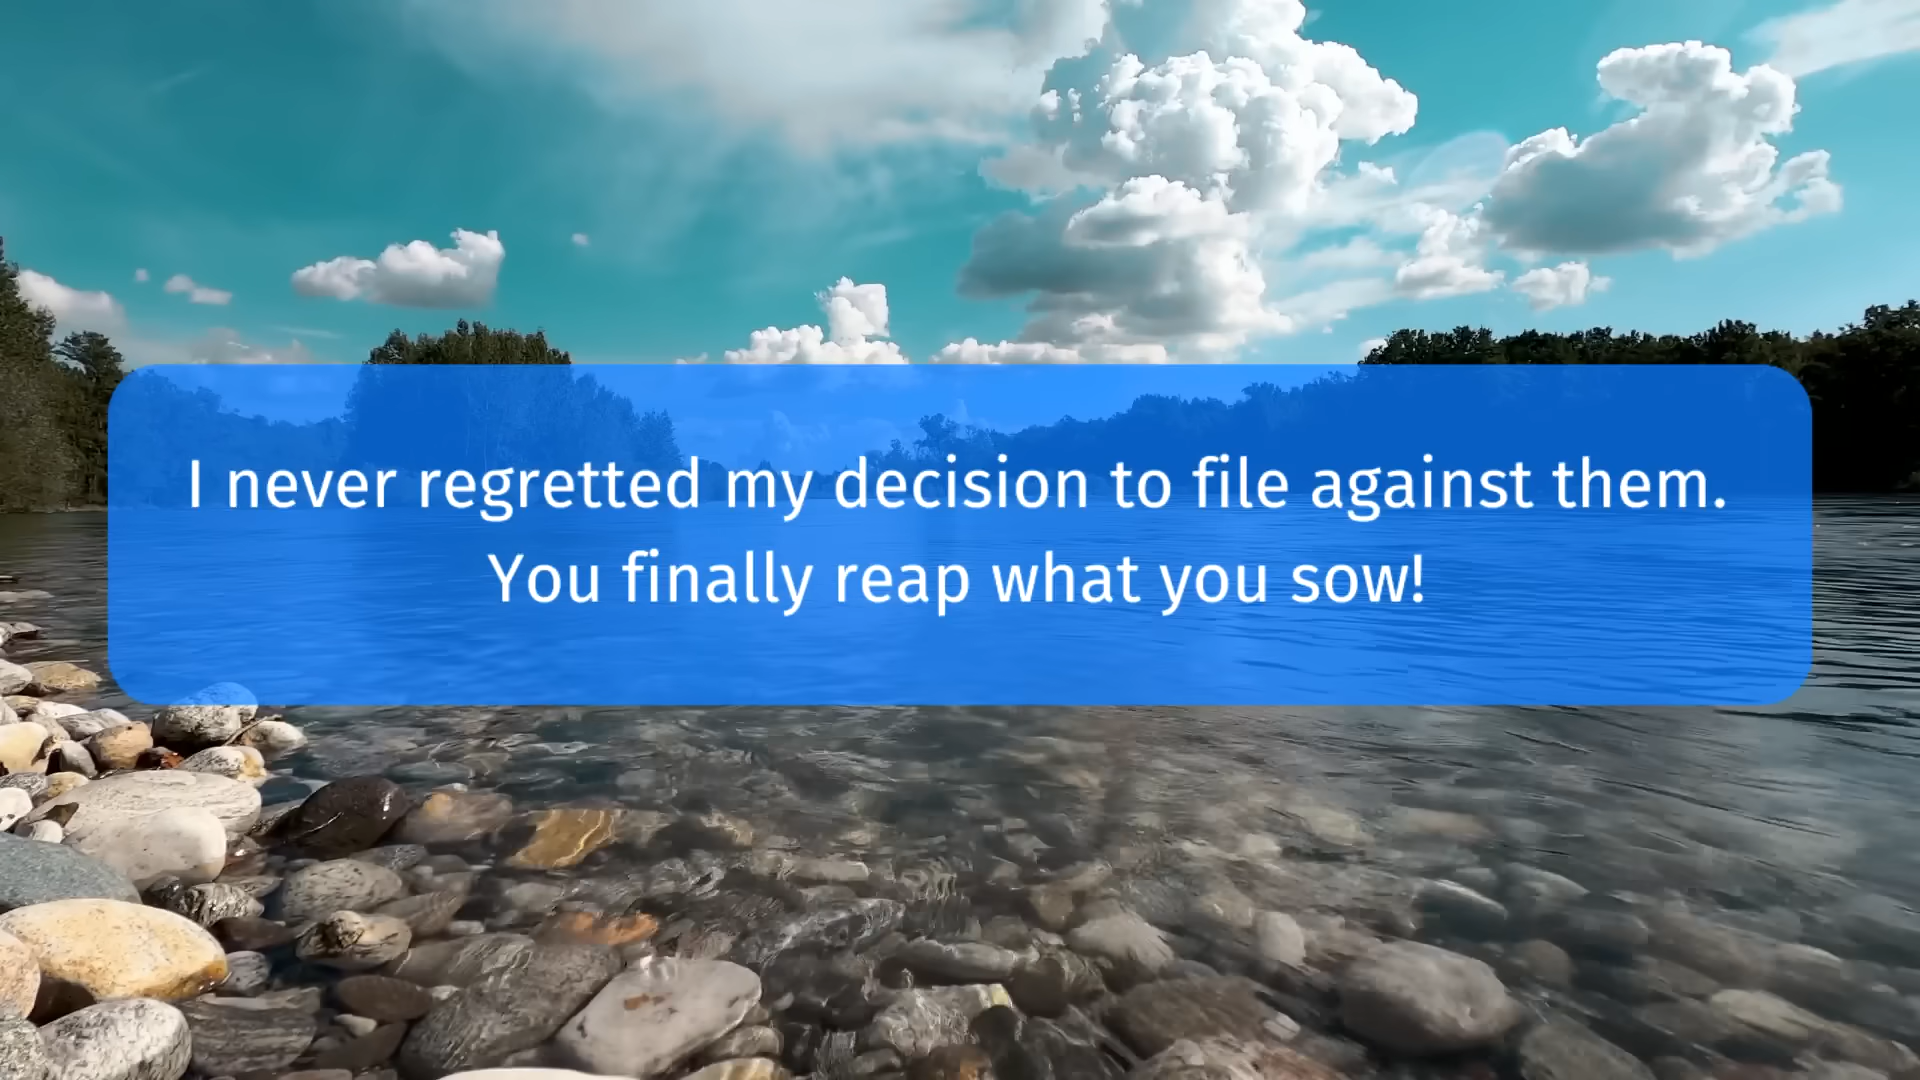 I never regretted my decision to file against them.
You finally reap what you sow!